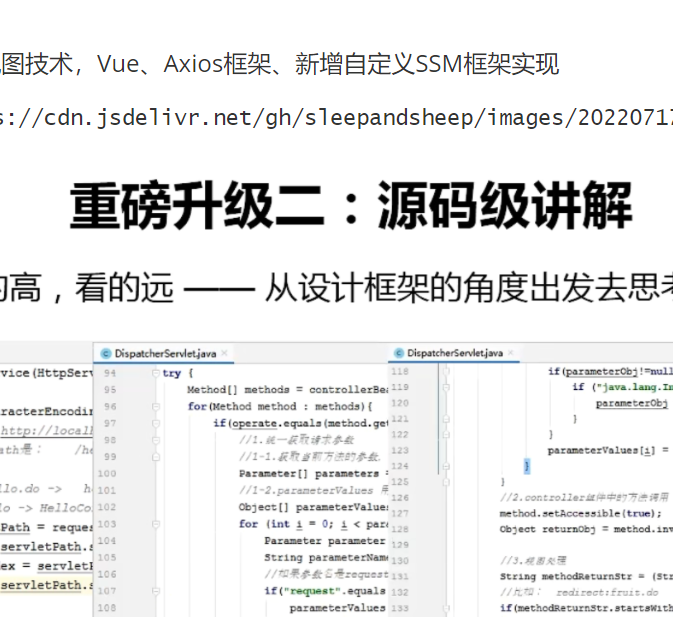 图技术，Vue、Axios框架、新增自定义SSM框架实现
s://cdn.jsdelivr.net/gh/sleepandsheep/images/20220717
重磅升级二：源码级讲解
的高，看的远 —— 从设计框架的角度出发去思考
DispatcherServlet.java
DispatcherServlet.java
vice(HttpServ
aracterEncodin
http://local
ath是： /he
llo.do -> he
lo -> HelloCo
Path = reques
servletPath.s
ex = servletP
servletPath.s
94 try {
95 Method[] methods = controllerBea
96 for(Method method : methods){
97 if(operate.equals(method.get
98 //1.统一获取请求参数
99 //1-1.获取当前方法的参数，
100 Parameter[] parameters =
101 //1-2.parameterValues 用
102 Object[] parameterValues
103 for (int i = 0; i < para
104 Parameter parameter
105 String parameterName
106 //如果参数名是request
107 if("request".equals
108 parameterValues
118 if(parameterObj!=null
119 if ("java.lang.In
120 parameterObj
121 }
122 }
123 parameterValues[i] =
124 }
125 }
126 //2.controller组件中的方法调用
127 method.setAccessible(true);
128 Object returnObj = method.inv
129
130 //3.视图处理
131 String methodReturnStr = (Str
132 //比如： redirect:fruit.do
133 if(methodReturnStr.startsWith